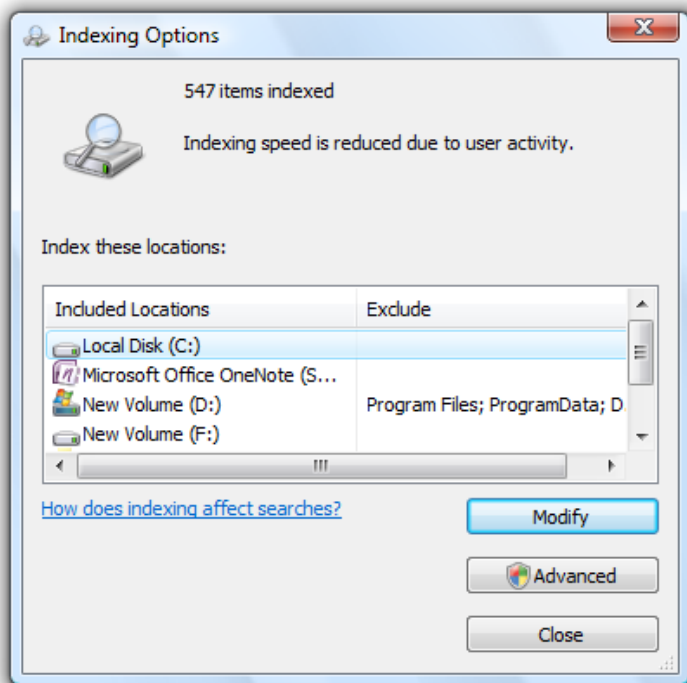 Indexing Options
547 items indexed
Indexing speed is reduced due to user activity.
Index these locations:
Included Locations Exclude
Local Disk (C:)
Microsoft Office OneNote (S...
New Volume (D:) Program Files; ProgramData; D
New Volume (F:)
How does indexing affect searches?
Modify
Advanced
Close